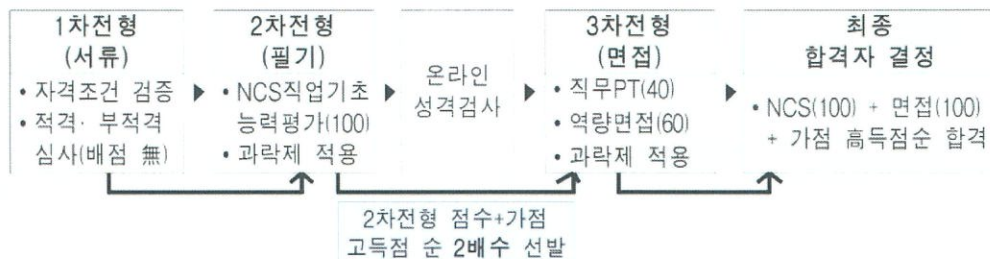 1차전형
(서류)
• 자격조건 검증
• 적격· 부적격
심사(배점 無)
2차전형
(필기)
• NCS직업기초
능력평가(100)
• 과락제 적용
온라인
성격검사
3차전형
(면접)
• 직무PT(40)
• 역량면접(60)
• 과락제 적용
최종
합격자 결정
• NCS(100) + 면접(100)
+ 가점 高득점순 합격
2차전형 점수+가점
고득점 순 2배수 선발